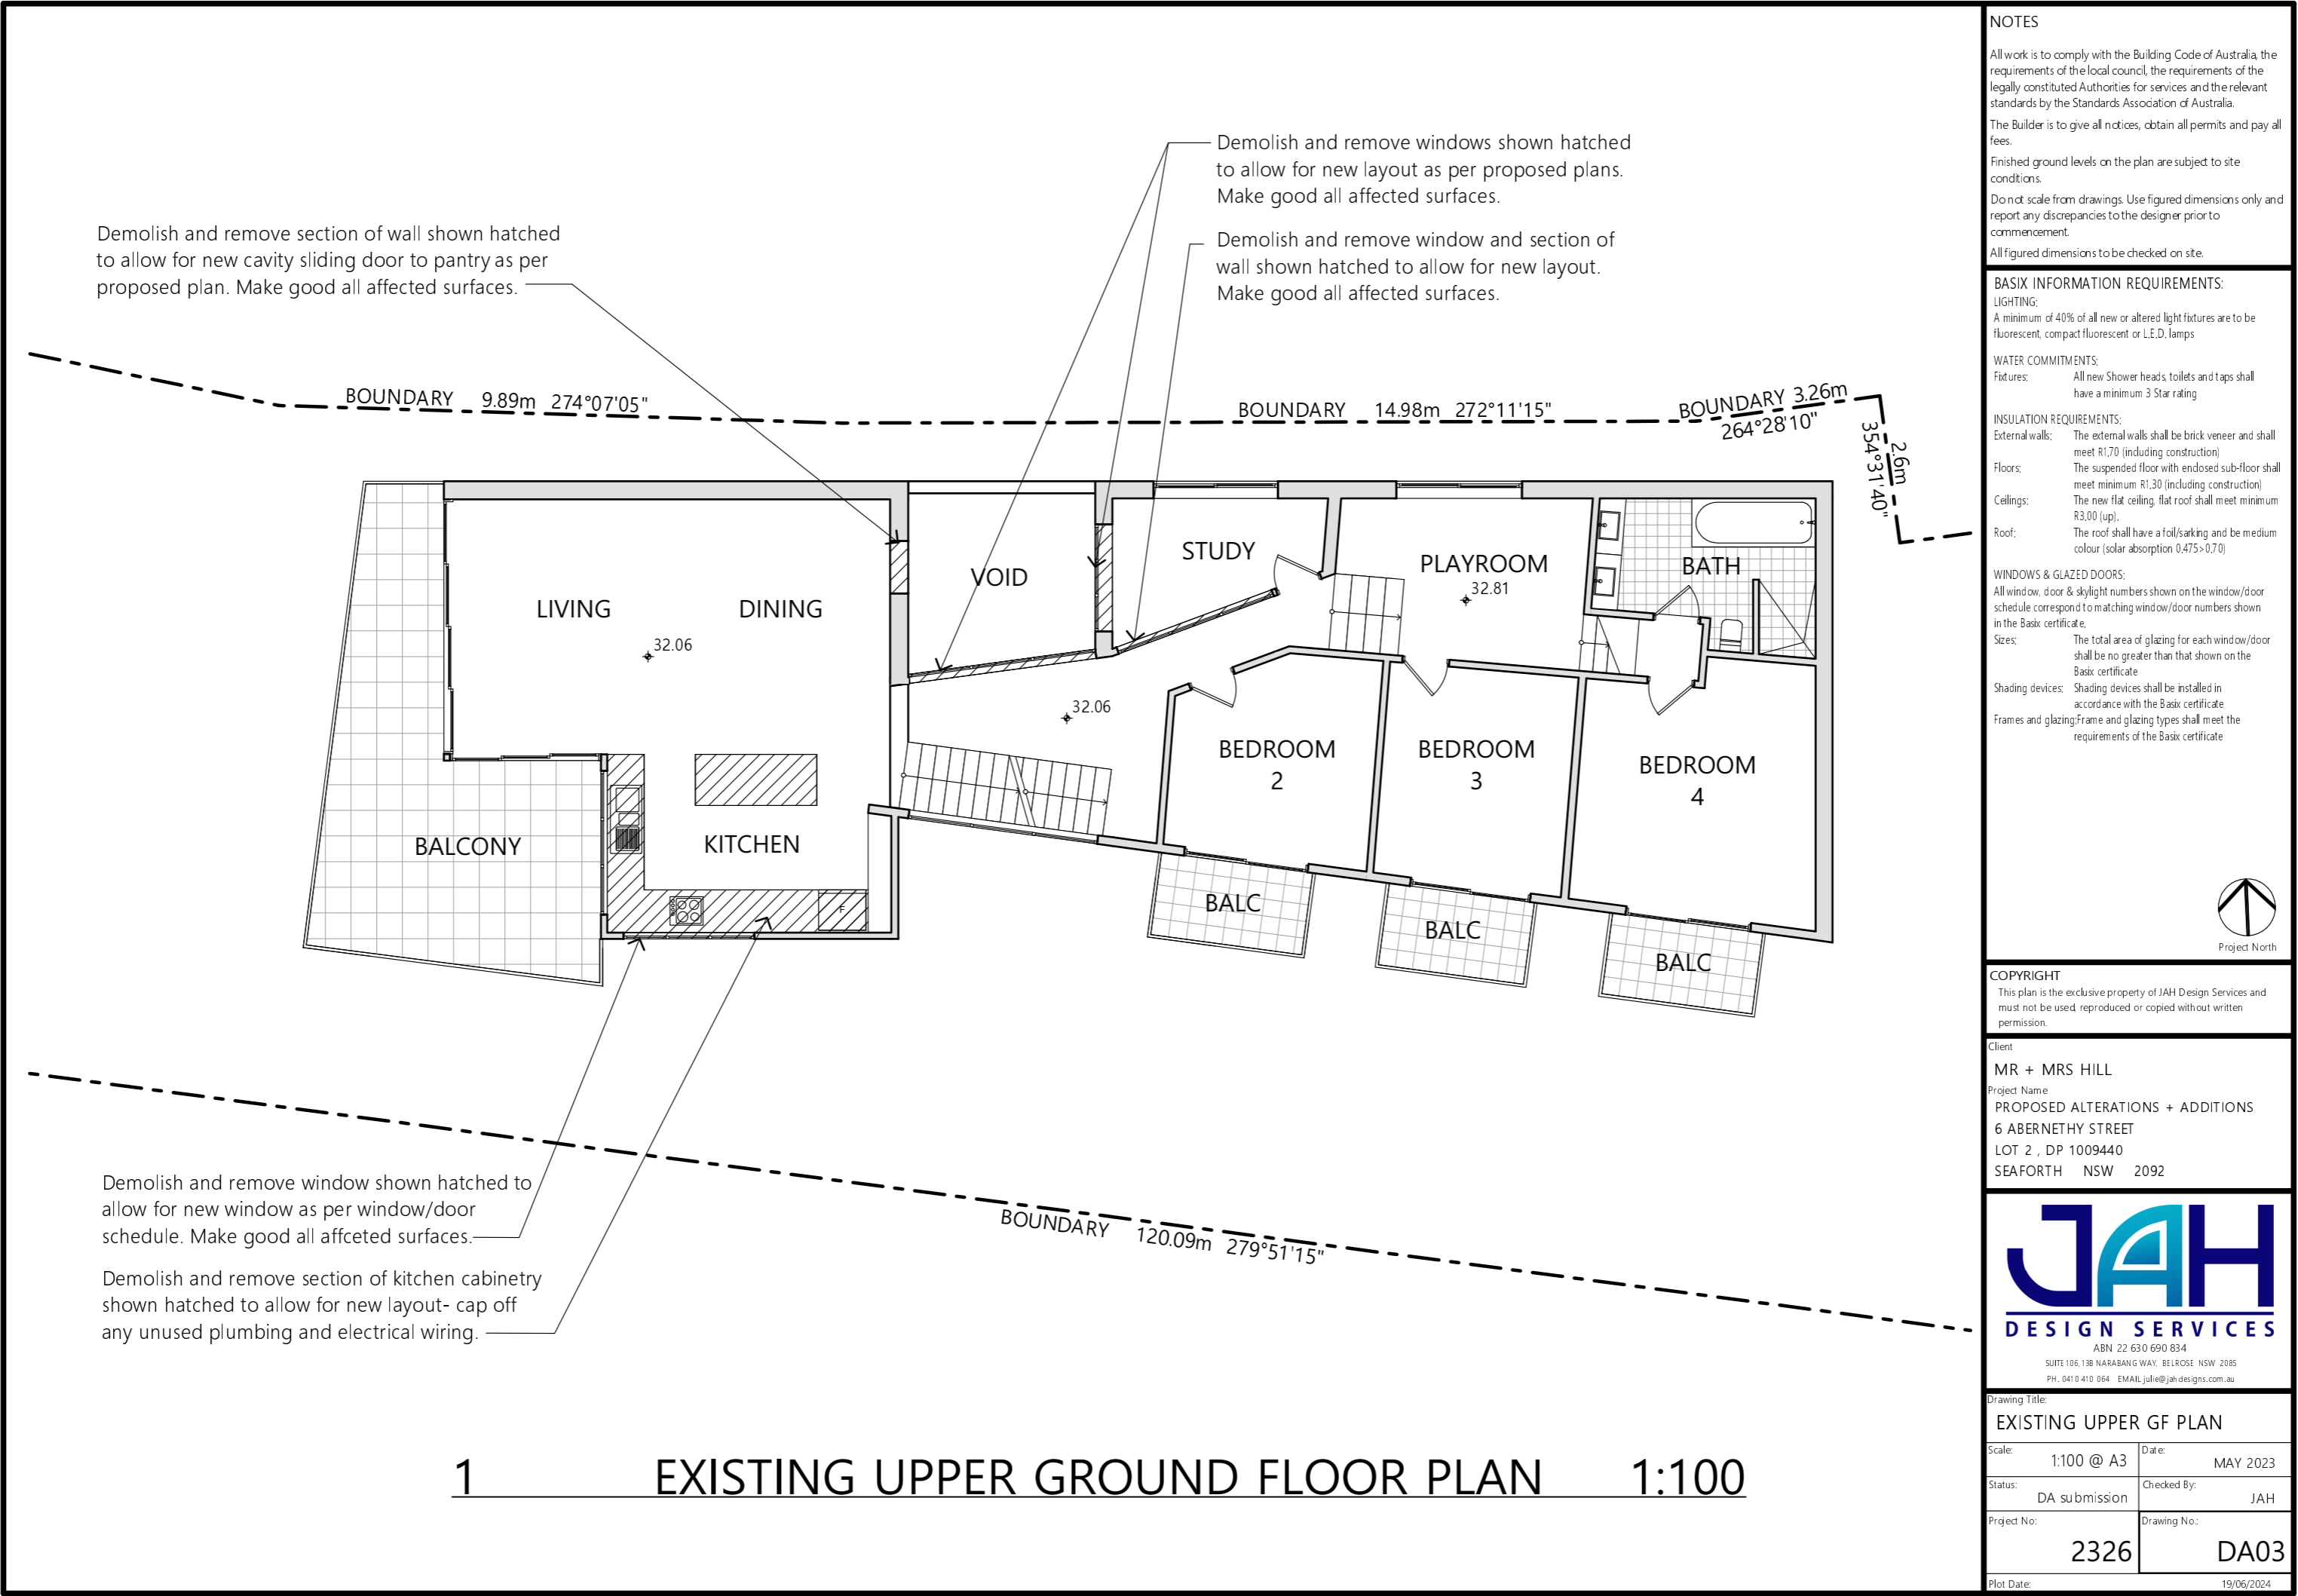 Demolish and remove windows shown hatched
to allow for new layout as per proposed plans.
Make good all affected surfaces.
Demolish and remove section of wall shown hatched
to allow for new cavity sliding door to pantry as per
proposed plan. Make good all affected surfaces.
Demolish and remove window and section of
wall shown hatched to allow for new layout.
Make good all affected surfaces.
BOUNDARY 9.89m 274°07'05"
BOUNDARY 14.98m 272°11'15"
BOUNDARY 3.26m
264°28'10"
2.6m
354°31'40"
STUDY
PLAYROOM
32.81
BATH
VOID
LIVING
DINING
32.06
32.06
BEDROOM
2
BEDROOM
3
BEDROOM
4
BALCONY
KITCHEN
F
BALC
BALC
BALC
Demolish and remove window shown hatched to
allow for new window as per window/door
schedule. Make good all affceted surfaces.
BOUNDARY 120.09m 279°51'15"
Demolish and remove section of kitchen cabinetry
shown hatched to allow for new layout- cap off
any unused plumbing and electrical wiring.
1 EXISTING UPPER GROUND FLOOR PLAN 1:100
NOTES
All work is to comply with the Building Code of Australia, the
requirements of the local council, the requirements of the
legally constituted Authorities for services and the relevant
standards by the Standards Association of Australia.
The Builder is to give all notices, obtain all permits and pay all
fees.
Finished ground levels on the plan are subject to site
conditions.
Do not scale from drawings. Use figured dimensions only and
report any discrepancies to the designer prior to
commencement.
All figured dimensions to be checked on site.
BASIX INFORMATION REQUIREMENTS:
LIGHTING;
A minimum of 40% of all new or altered light fixtures are to be
fluorescent, compact fluorescent or L.E.D. lamps
WATER COMMITMENTS;
Fixtures; All new Shower heads, toilets and taps shall
have a minimum 3 Star rating
INSULATION REQUIREMENTS;
External walls; The external walls shall be brick veneer and shall
meet R1,70 (including construction)
Floors; The suspended floor with enclosed sub-floor shall
meet minimum R1,30 (including construction)
Ceilings; The new flat ceiling, flat roof shall meet minimum
R3,00 (up),
Roof; The roof shall have a foil/sarking and be medium
colour (solar absorption 0,475>0,70)
WINDOWS & GLAZED DOORS;
All window, door & skylight numbers shown on the window/door
schedule correspond to matching window/door numbers shown
in the Basix certificate,
Sizes; The total area of glazing for each window/door
shall be no greater than that shown on the
Basix certificate
Shading devices; Shading devices shall be installed in
accordance with the Basix certificate
Frames and glazing;Frame and glazing types shall meet the
requirements of the Basix certificate
Project North
COPYRIGHT
This plan is the exclusive property of JAH Design Services and
must not be used, reproduced or copied without written
permission.
Client
MR + MRS HILL
Project Name
PROPOSED ALTERATIONS + ADDITIONS
6 ABERNETHY STREET
LOT 2 , DP 1009440
SEAFORTH NSW 2092
JAH
DESIGN SERVICES
ABN 22 630 690 834
SUITE 106, 13B NARABANG WAY, BELROSE NSW 2085
PH. 0410 410 064 EMAIL julie@jahdesigns.com.au
Drawing Title:
EXISTING UPPER GF PLAN
Scale: 1:100 @ A3 Date: MAY 2023
Status: DA submission Checked By: JAH
Project No: 2326 Drawing No.: DA03
Plot Date: 19/06/2024